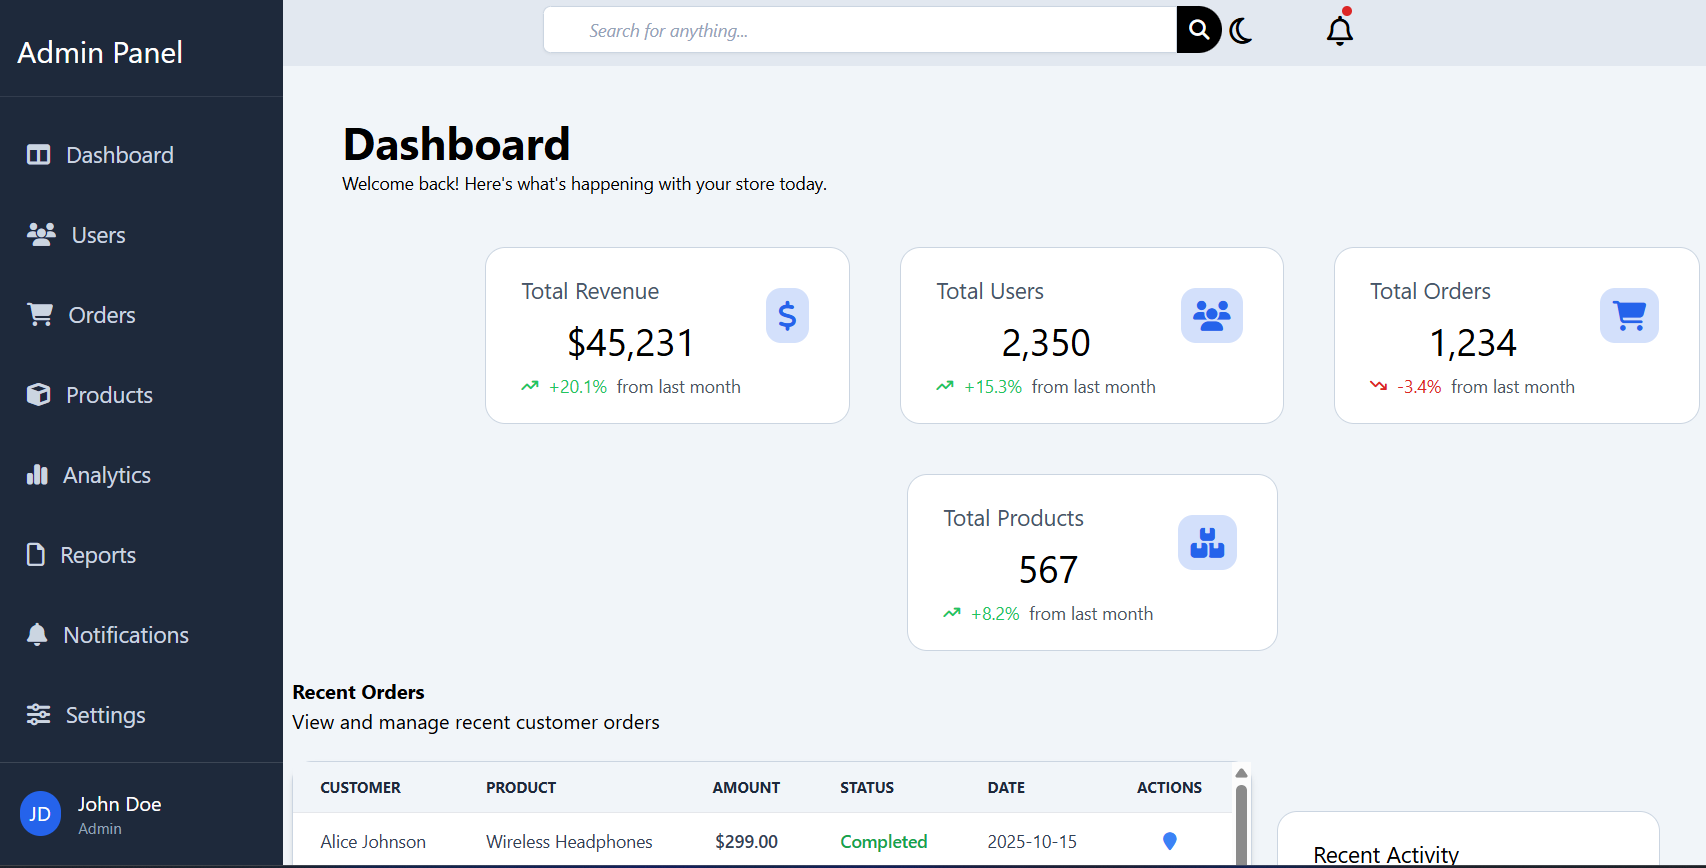 Admin Panel
Dashboard
Users
Orders
Products
Analytics
Reports
Notifications
Settings
JD
John Doe
Admin
Search for anything...
Dashboard
Welcome back! Here's what's happening with your store today.
Total Revenue
$45,231
+20.1% from last month
Total Users
2,350
+15.3% from last month
Total Orders
1,234
-3.4% from last month
Total Products
567
+8.2% from last month
Recent Orders
View and manage recent customer orders
CUSTOMER PRODUCT AMOUNT STATUS DATE ACTIONS
Alice Johnson Wireless Headphones $299.00 Completed 2025-10-15
Recent Activity